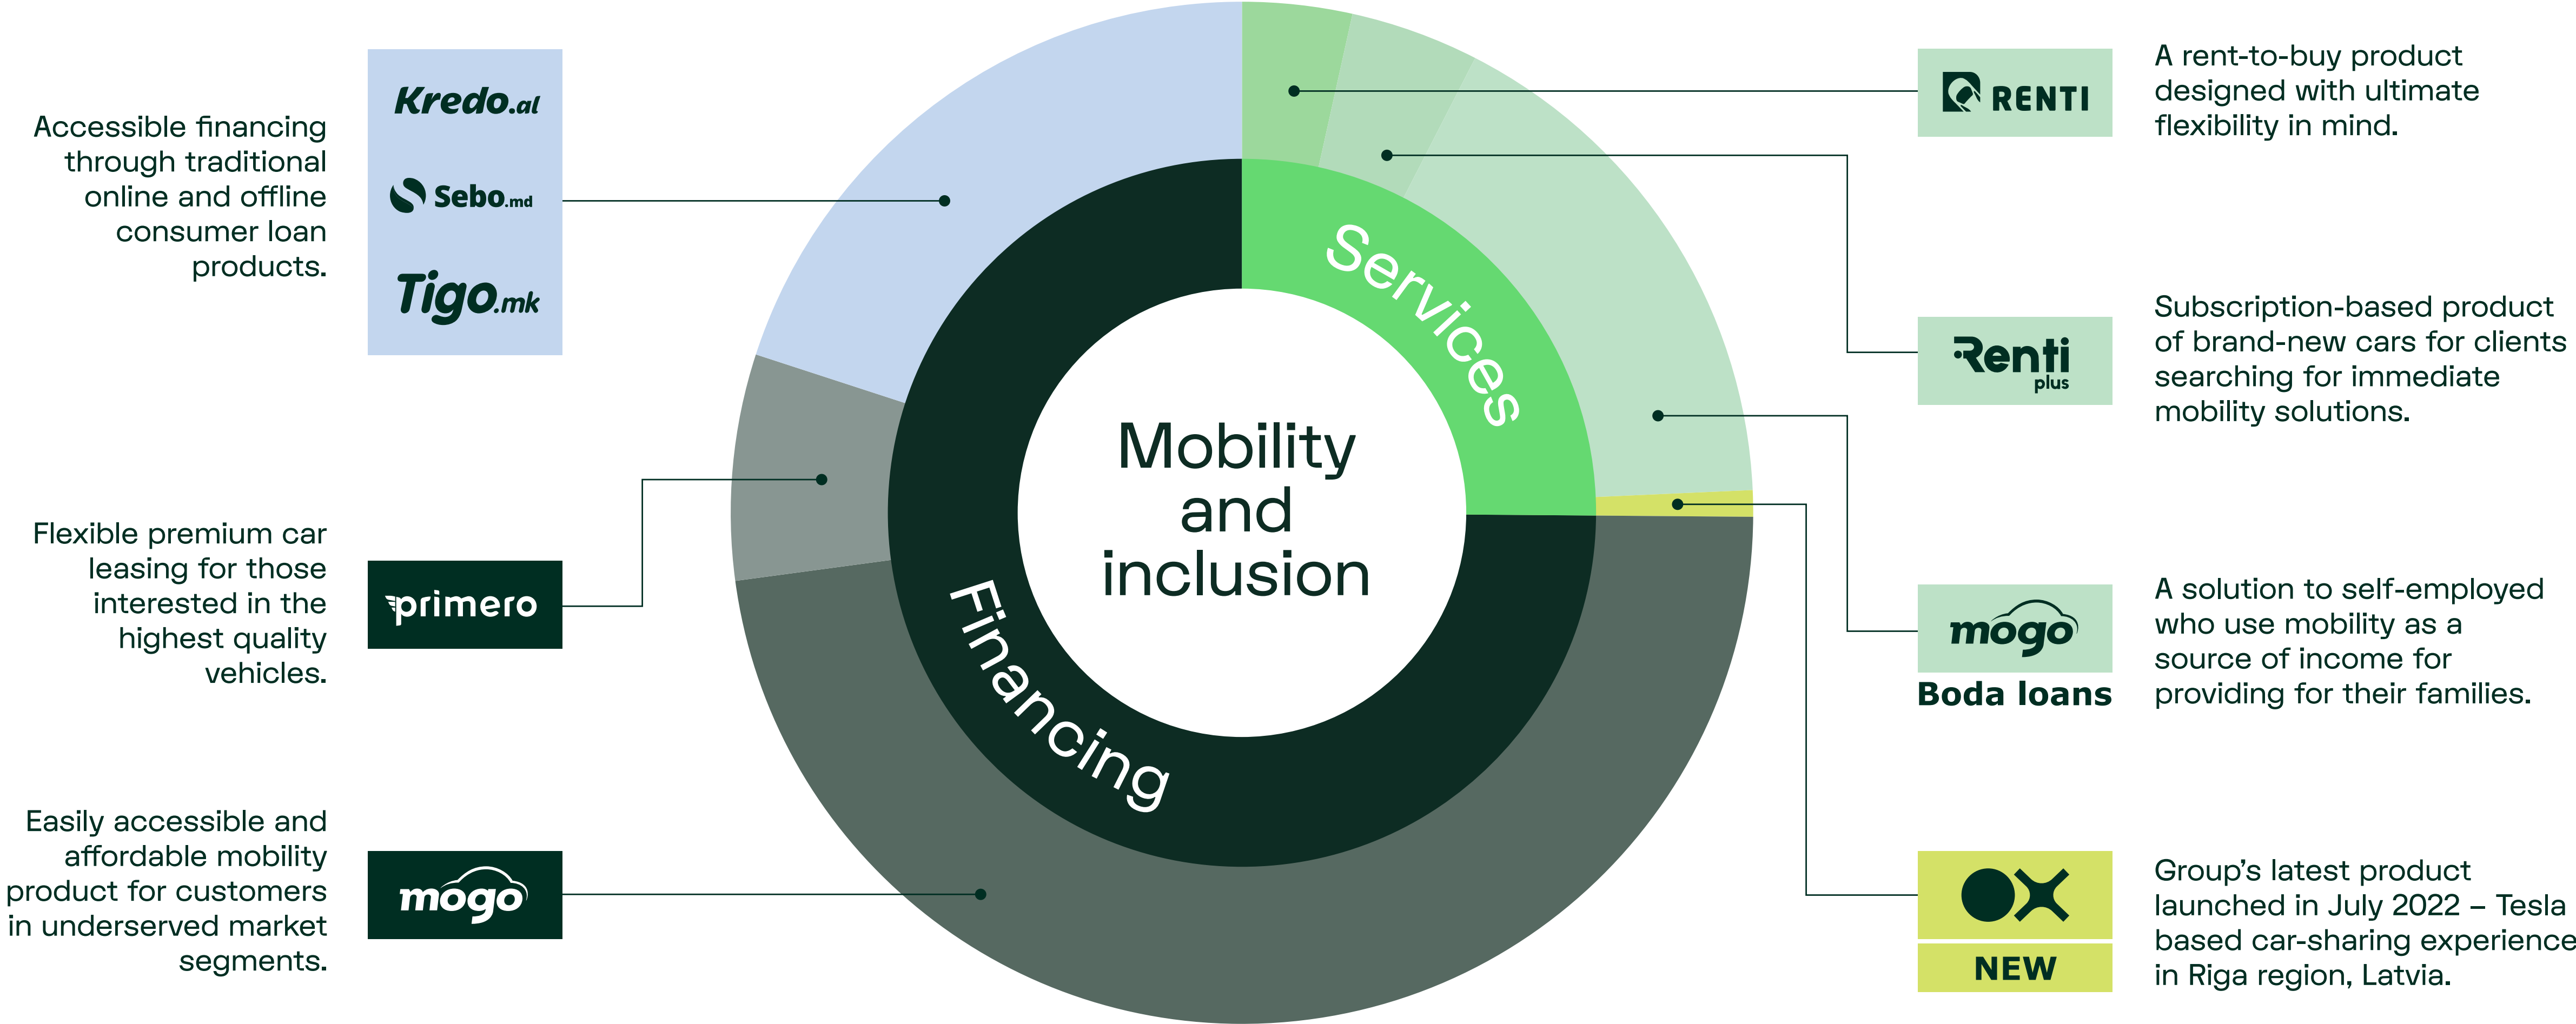 Accessible financing
through traditional
online and offline
consumer loan
products.
Kredo.al
Sebo.md
Tigo.mk
Flexible premium car
leasing for those
interested in the
highest quality
vehicles.
primero
Easily accessible and
affordable mobility
product for customers
in underserved market
segments.
mogo
Mobility
and
inclusion
Services
Financing
RENTI
A rent-to-buy product
designed with ultimate
flexibility in mind.
Renti
plus
Subscription-based product
of brand-new cars for clients
searching for immediate
mobility solutions.
mogo
Boda loans
A solution to self-employed
who use mobility as a
source of income for
providing for their families.
OX
NEW
Group’s latest product
launched in July 2022 – Tesla
based car-sharing experience
in Riga region, Latvia.